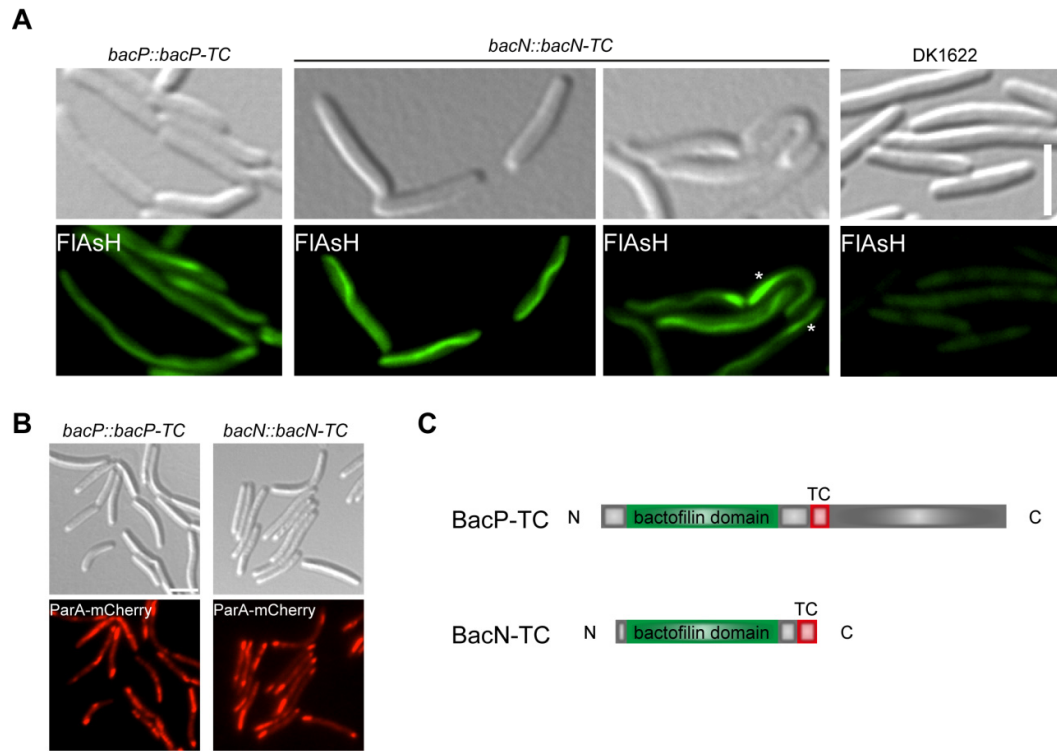 A
bacP::bacP-TC bacN::bacN-TC DK1622
FlAsH FlAsH FlAsH FlAsH
* *
B
bacP::bacP-TC bacN::bacN-TC
ParA-mCherry ParA-mCherry
C
TC
BacP-TC N bactofilin domain C
TC
BacN-TC N bactofilin domain C